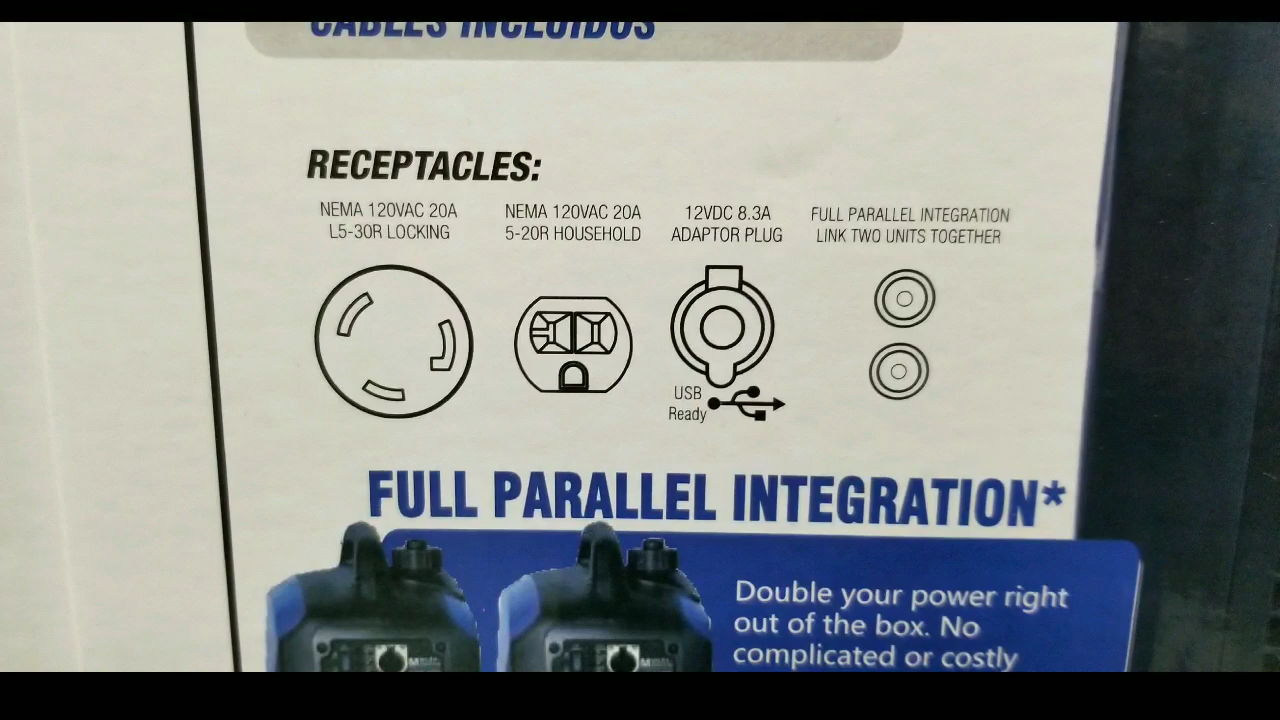 CABLES INCLUIDOS
RECEPTACLES:
NEMA 120VAC 20A
L5-30R LOCKING
NEMA 120VAC 20A
5-20R HOUSEHOLD
12VDC 8.3A
ADAPTOR PLUG
FULL PARALLEL INTEGRATION
LINK TWO UNITS TOGETHER
USB
Ready
FULL PARALLEL INTEGRATION*
Double your power right
out of the box. No
complicated or costly